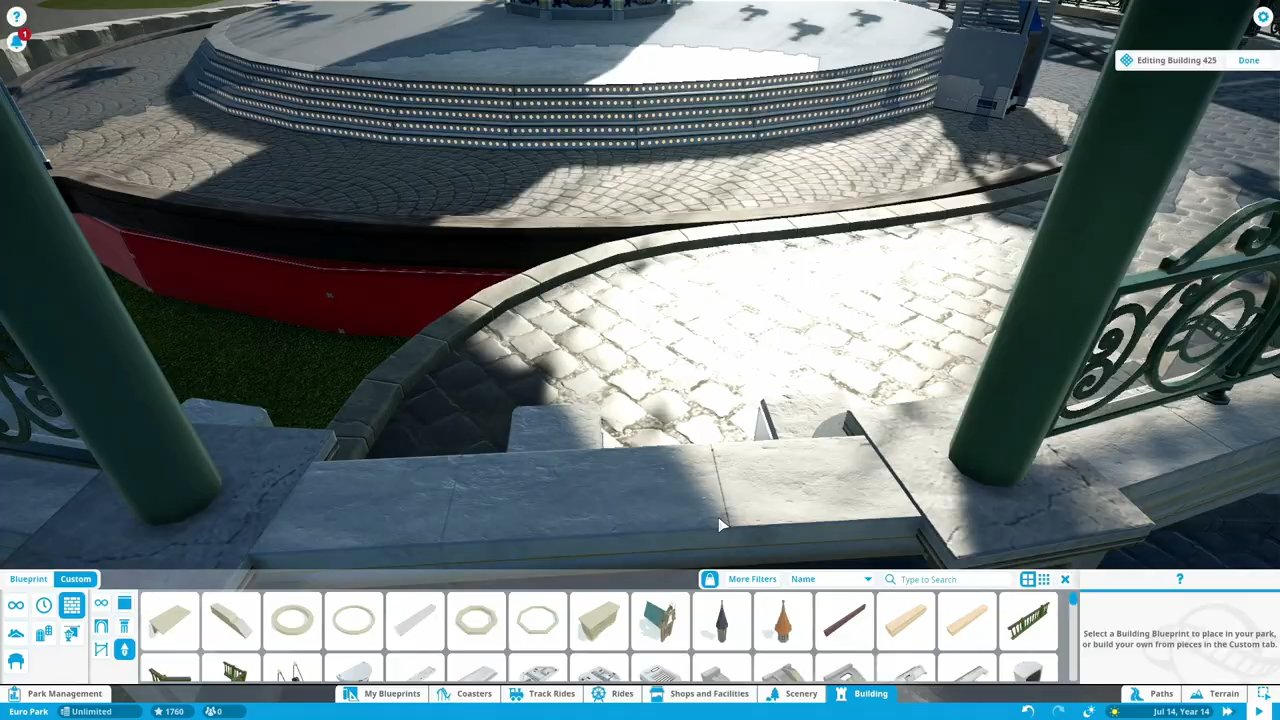 ?
1
Editing Building 425 Done
Blueprint Custom
More Filters Name Type to Search
?
Select a Building Blueprint to place in your park,
or build your own from pieces in the Custom tab.
Park Management My Blueprints Coasters Track Rides Rides Shops and Facilities Scenery Building Paths Terrain
Euro Park Unlimited 1760 0 Jul 14, Year 14